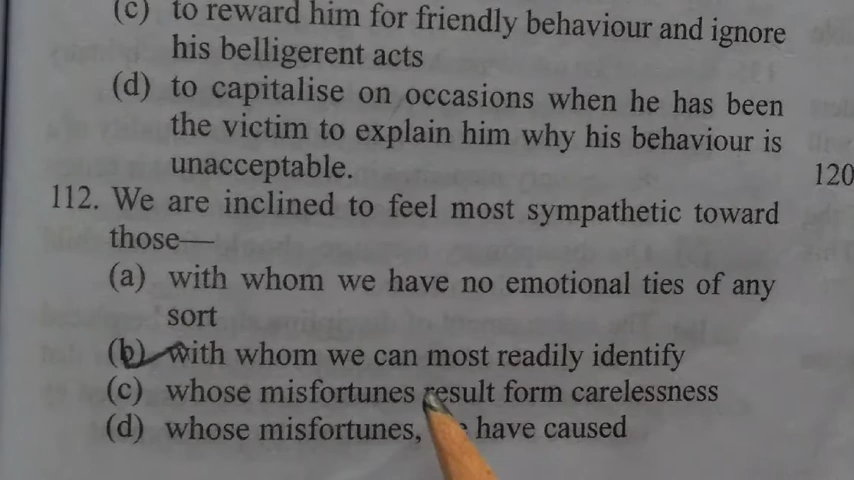 (c) to reward him for friendly behaviour and ignore
his belligerent acts
(d) to capitalise on occasions when he has been
the victim to explain him why his behaviour is
unacceptable.
120
112. We are inclined to feel most sympathetic toward
those—
(a) with whom we have no emotional ties of any
sort
(b) with whom we can most readily identify
(c) whose misfortunes result form carelessness
(d) whose misfortunes, have caused